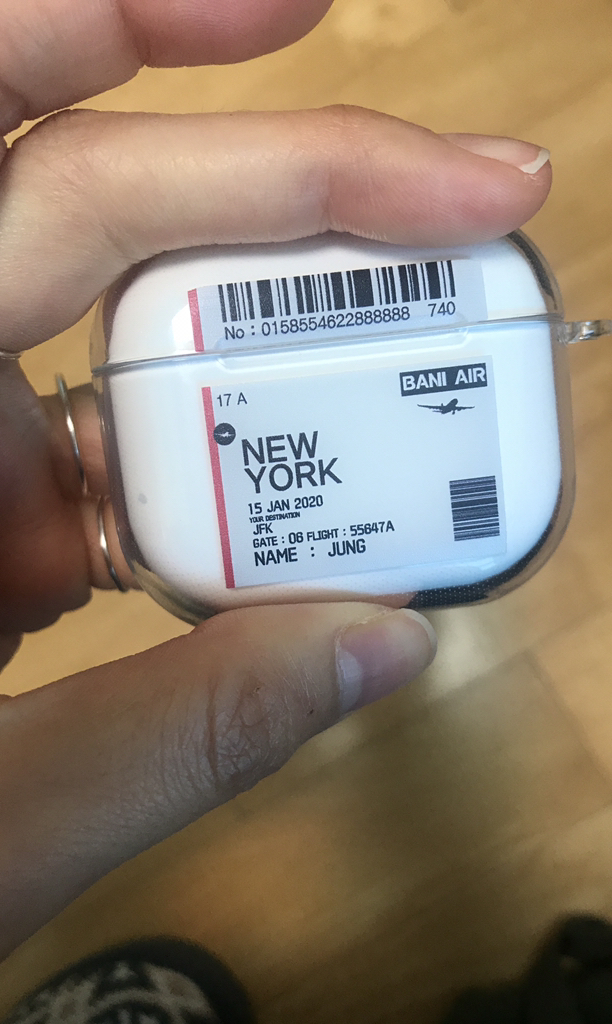 No : 0158554622888888 740
17 A
BANI AIR
NEW
YORK
15 JAN 2020
YOUR DESTINATION
JFK
GATE : 06 FLIGHT : 55647A
NAME : JUNG